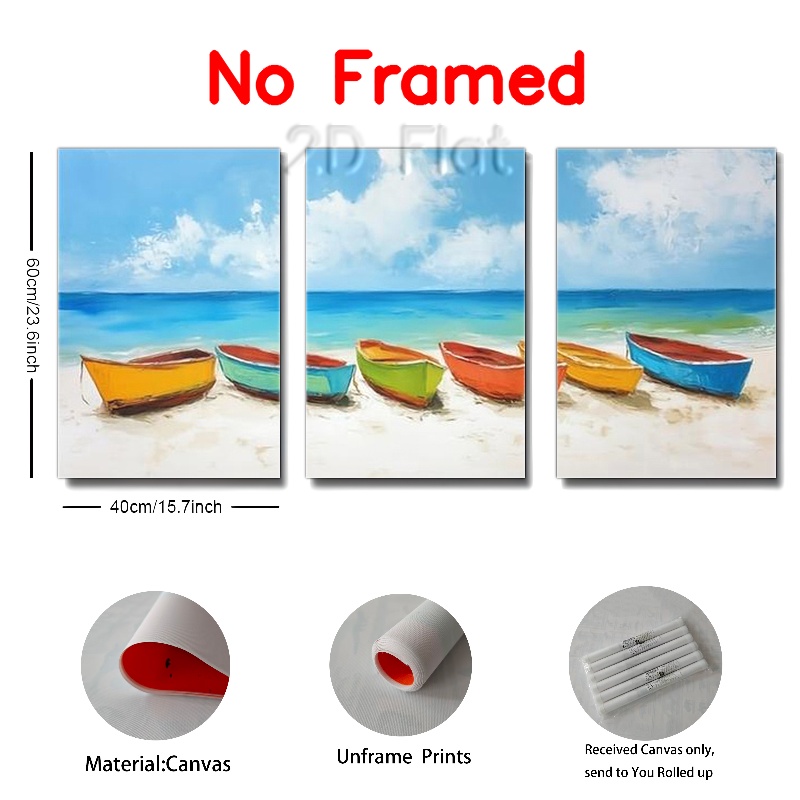 No Framed
2D Flat
60cm/23.6inch
40cm/15.7inch
Material:Canvas
Unframe Prints
Received Canvas only,
send to You Rolled up